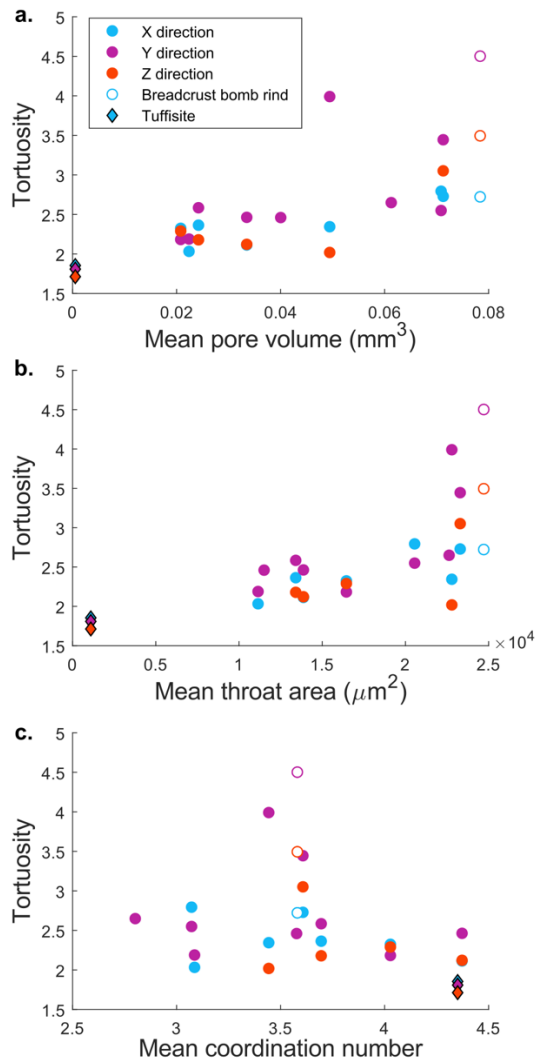 a.
X direction
Y direction
Z direction
Breadcrust bomb rind
Tuffisite
Tortuosity
5
4.5
4
3.5
3
2.5
2
1.5
0
0.02
0.04
0.06
0.08
Mean pore volume (mm³)
b.
Tortuosity
5
4.5
4
3.5
3
2.5
2
1.5
0
0.5
1
1.5
2
2.5
×10⁴
Mean throat area (μm²)
c.
Tortuosity
5
4.5
4
3.5
3
2.5
2
1.5
2.5
3
3.5
4
4.5
Mean coordination number